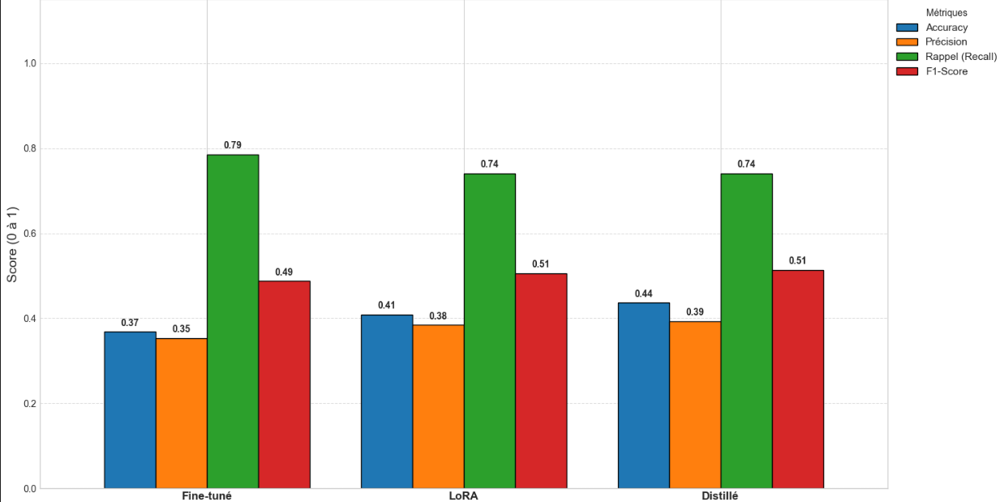 Métriques
Accuracy
Précision
Rappel (Recall)
F1-Score
Score (0 à 1)
1.0
0.8
0.6
0.4
0.2
0.0
0.37
0.35
0.79
0.49
0.41
0.38
0.74
0.51
0.44
0.39
0.74
0.51
Fine-tuné
LoRA
Distillé